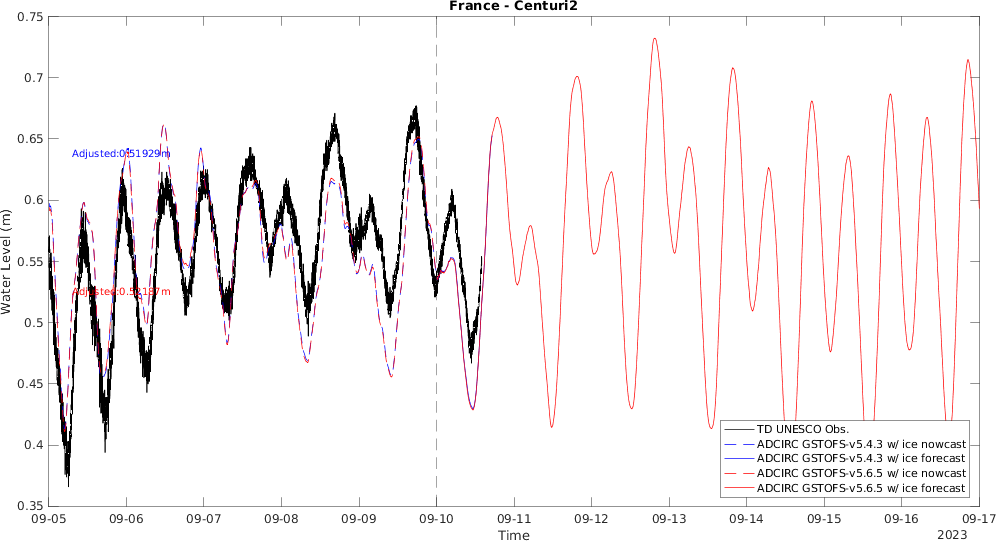 France - Centuri2
0.75
0.7
0.65
0.6
0.55
0.5
0.45
0.4
0.35
Water Level (m)
Adjusted:0.51929m
TD UNESCO Obs.
ADCIRC GSTOFS-v5.4.3 w/ ice nowcast
ADCIRC GSTOFS-v5.4.3 w/ ice forecast
ADCIRC GSTOFS-v5.6.5 w/ ice nowcast
ADCIRC GSTOFS-v5.6.5 w/ ice forecast
09-05 09-06 09-07 09-08 09-09 09-10 09-11 09-12 09-13 09-14 09-15 09-16 09-17
Time
2023